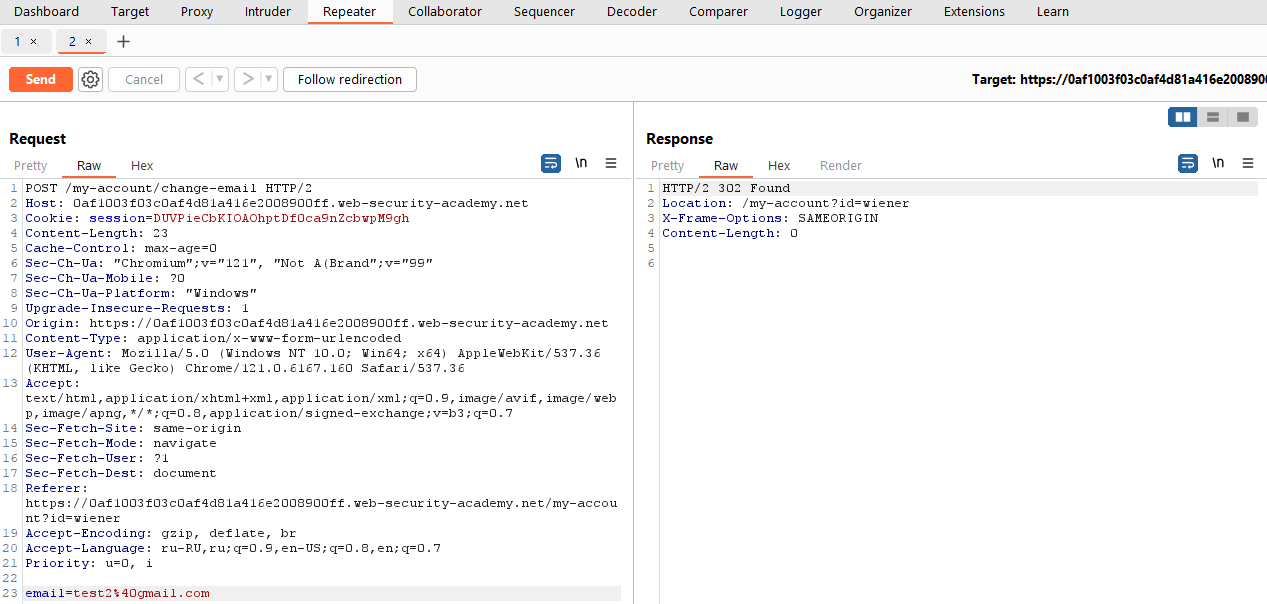 Dashboard Target Proxy Intruder Repeater Collaborator Sequencer Decoder Comparer Logger Organizer Extensions Learn
1 × 2 × +
Send Cancel < ▼ > ▼ Follow redirection Target: https://0af1003f03c0af4d81a416e2008900
Request
Pretty Raw Hex \n ≡
1 POST /my-account/change-email HTTP/2
2 Host: 0af1003f03c0af4d81a416e2008900ff.web-security-academy.net
3 Cookie: session=DUVPieCbKIOAOhptDfOca9nZcbwpM9gh
4 Content-Length: 23
5 Cache-Control: max-age=0
6 Sec-Ch-Ua: "Chromium";v="121", "Not A(Brand";v="99"
7 Sec-Ch-Ua-Mobile: ?0
8 Sec-Ch-Ua-Platform: "Windows"
9 Upgrade-Insecure-Requests: 1
10 Origin: https://0af1003f03c0af4d81a416e2008900ff.web-security-academy.net
11 Content-Type: application/x-www-form-urlencoded
12 User-Agent: Mozilla/5.0 (Windows NT 10.0; Win64; x64) AppleWebKit/537.36
(KHTML, like Gecko) Chrome/121.0.6167.160 Safari/537.36
13 Accept:
text/html,application/xhtml+xml,application/xml;q=0.9,image/avif,image/web
p,image/apng,*/*;q=0.8,application/signed-exchange;v=b3;q=0.7
14 Sec-Fetch-Site: same-origin
15 Sec-Fetch-Mode: navigate
16 Sec-Fetch-User: ?1
17 Sec-Fetch-Dest: document
18 Referer:
https://0af1003f03c0af4d81a416e2008900ff.web-security-academy.net/my-accou
nt?id=wiener
19 Accept-Encoding: gzip, deflate, br
20 Accept-Language: ru-RU,ru;q=0.9,en-US;q=0.8,en;q=0.7
21 Priority: u=0, i
22
23 email=test2%40gmail.com
Response
Pretty Raw Hex Render \n ≡
1 HTTP/2 302 Found
2 Location: /my-account?id=wiener
3 X-Frame-Options: SAMEORIGIN
4 Content-Length: 0
5
6